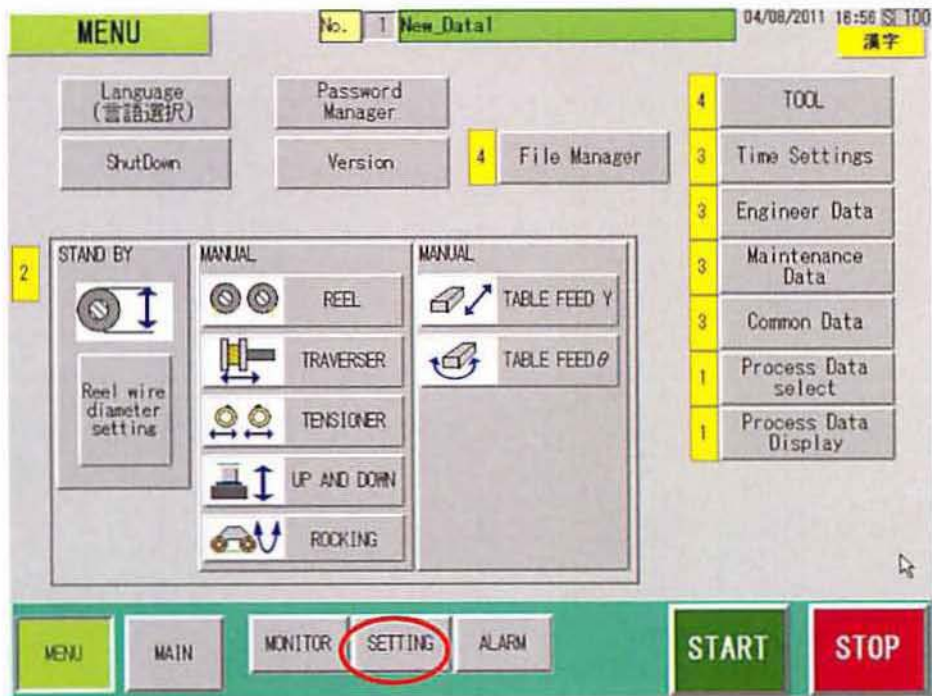 MENU
No. 1 New_Data1
04/08/2011 16:56 SL 100
漢字
Language
(言語選択)
Password
Manager
ShutDown
Version
4 File Manager
4 TOOL
3 Time Settings
3 Engineer Data
3 Maintenance
Data
3 Common Data
1 Process Data
select
1 Process Data
Display
2
STAND BY
Reel wire
diameter
setting
MANUAL
REEL
TRAVERSER
TENSIONER
UP AND DOWN
ROCKING
MANUAL
TABLE FEED Y
TABLE FEED θ
MENU
MAIN
MONITOR
SETTING
ALARM
START
STOP